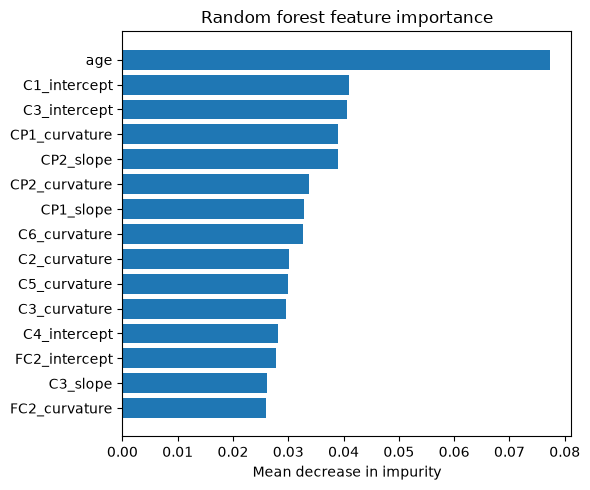 Random forest feature importance
age
C1_intercept
C3_intercept
CP1_curvature
CP2_slope
CP2_curvature
CP1_slope
C6_curvature
C2_curvature
C5_curvature
C3_curvature
C4_intercept
FC2_intercept
C3_slope
FC2_curvature
0.00 0.01 0.02 0.03 0.04 0.05 0.06 0.07 0.08
Mean decrease in impurity